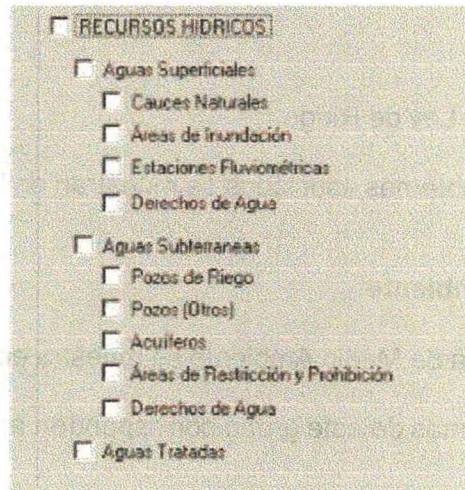 RECURSOS HIDRICOS
Aguas Superficiales
Cauces Naturales
Áreas de Inundación
Estaciones Fluviométricas
Derechos de Agua
Aguas Subterraneas
Pozos de Riego
Pozos (Otros)
Acuíferos
Áreas de Restricción y Prohibición
Derechos de Agua
Aguas Tratadas